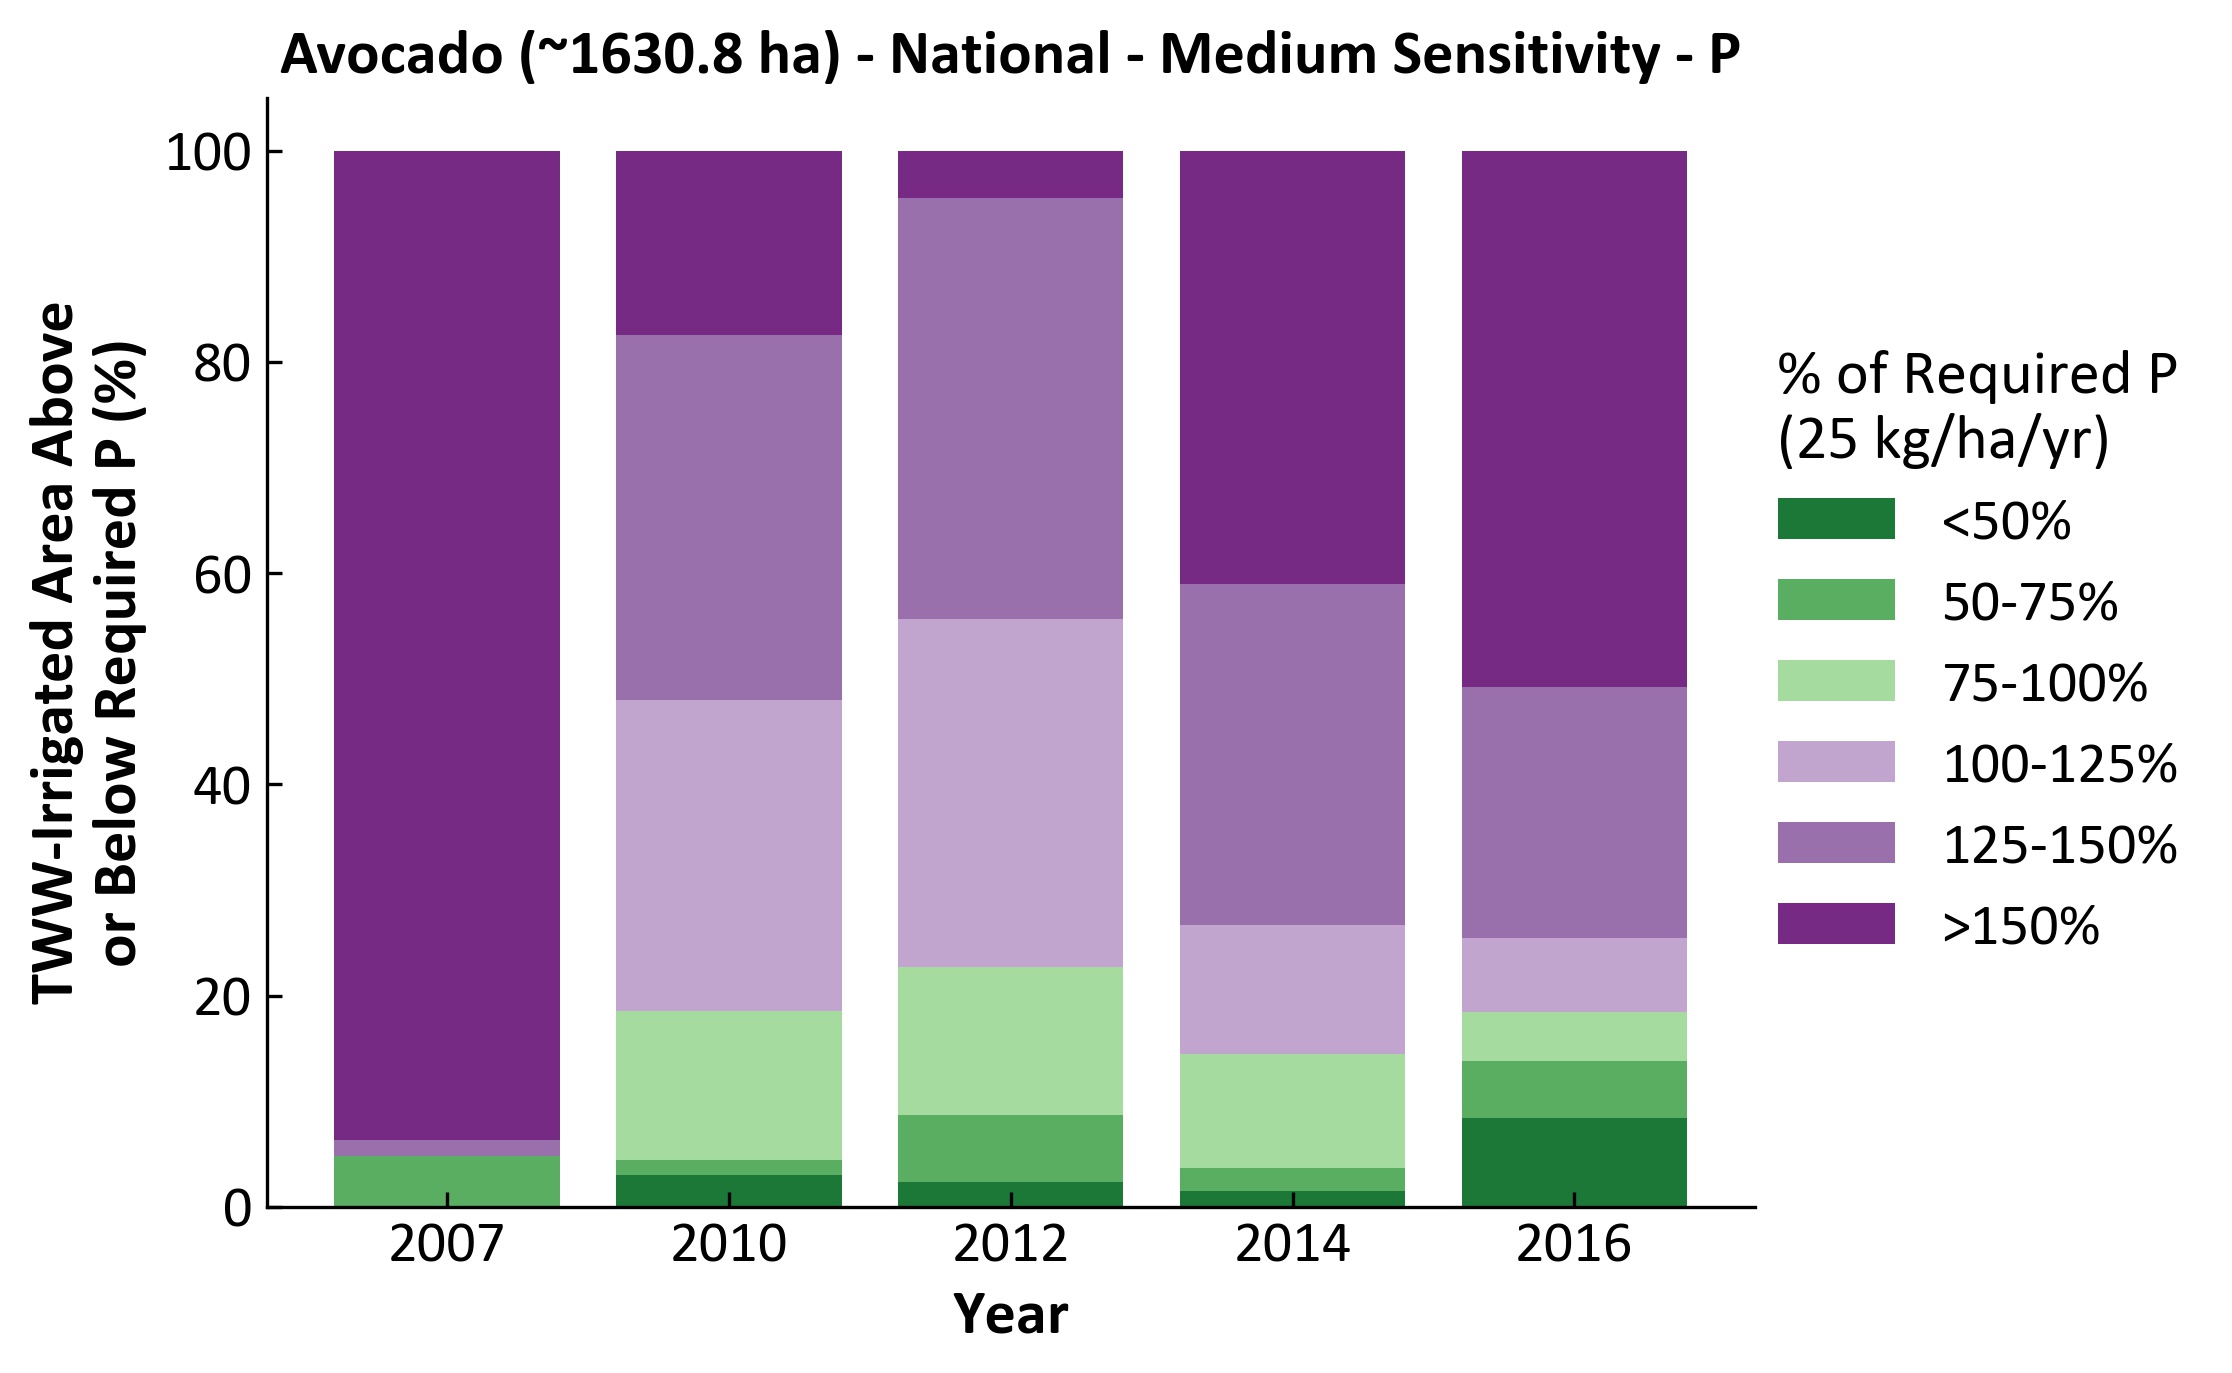 Avocado (~1630.8 ha) - National - Medium Sensitivity - P
TWW-Irrigated Area Above
or Below Required P (%)
100
80
60
40
20
0
2007
2010
2012
2014
2016
Year
% of Required P
(25 kg/ha/yr)
<50%
50-75%
75-100%
100-125%
125-150%
>150%